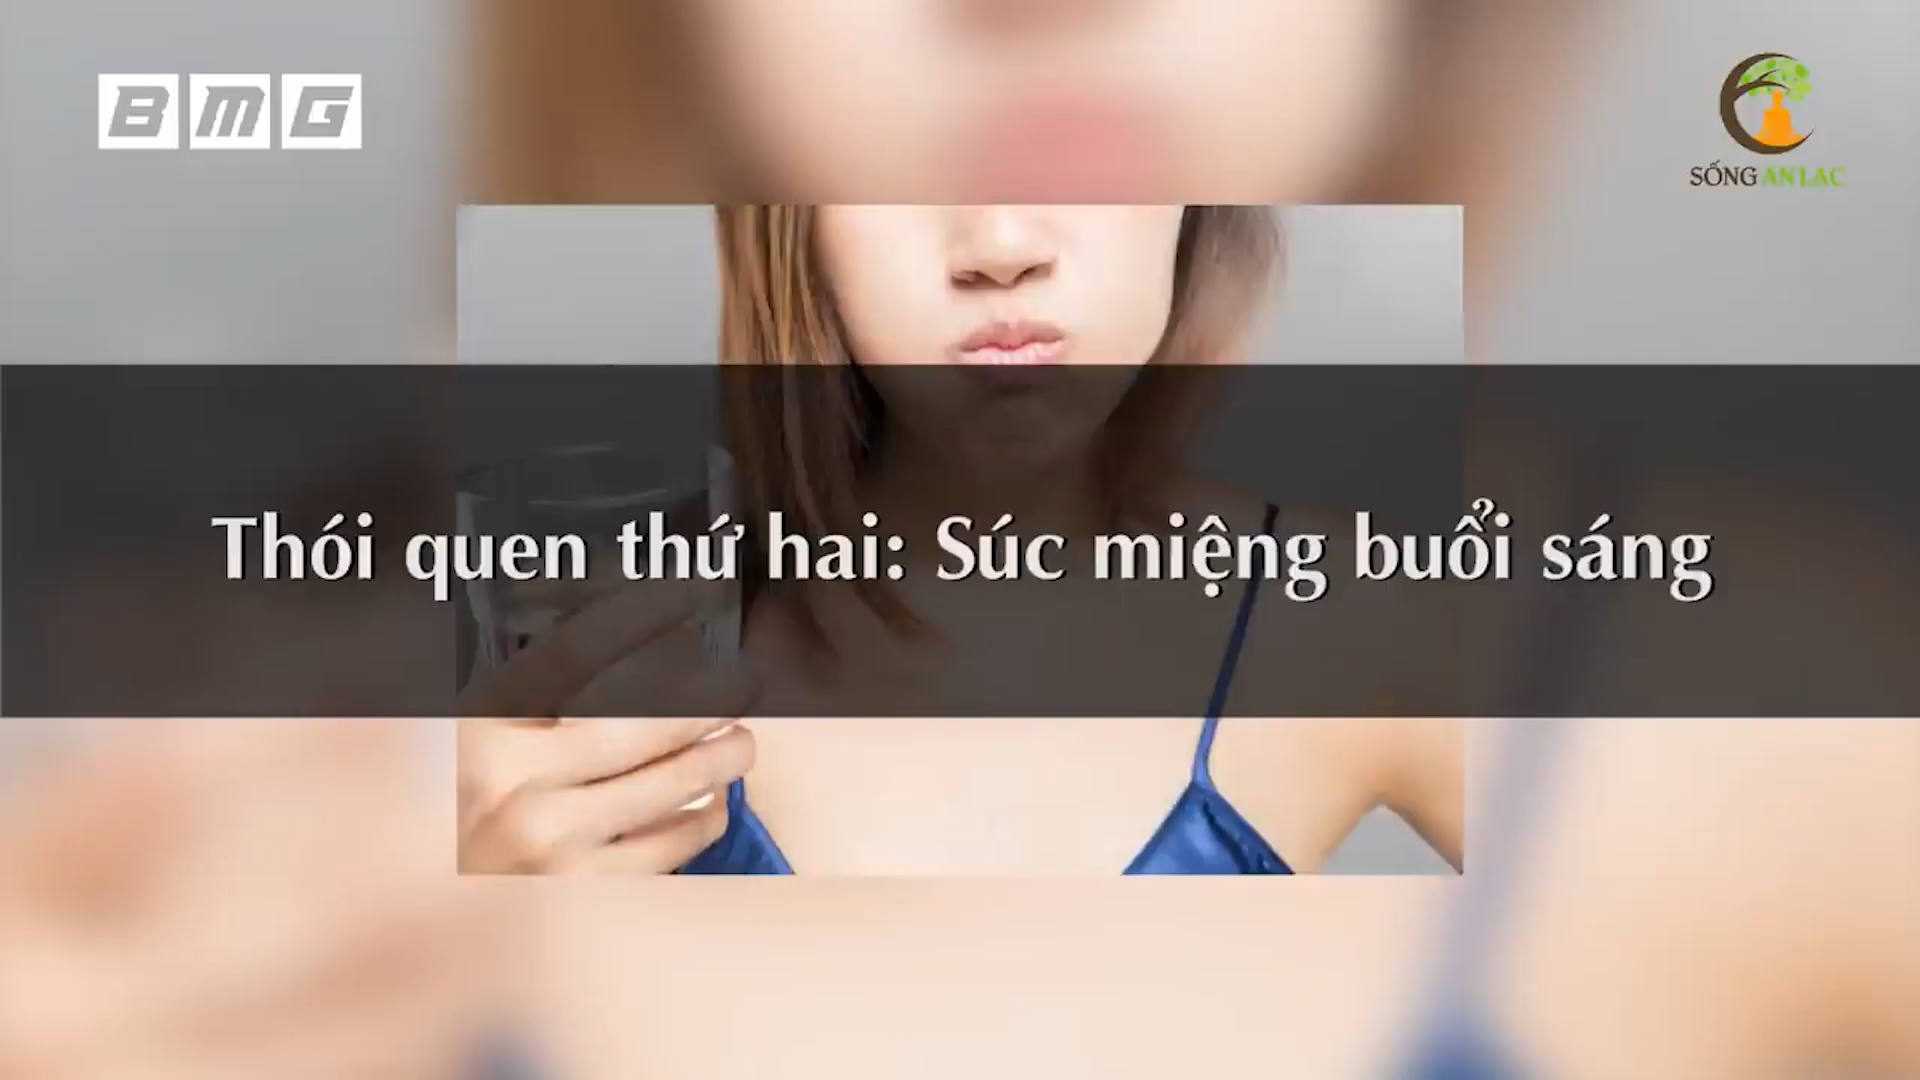 BMG
SỐNG AN LẠC
Thói quen thứ hai: Súc miệng buổi sáng